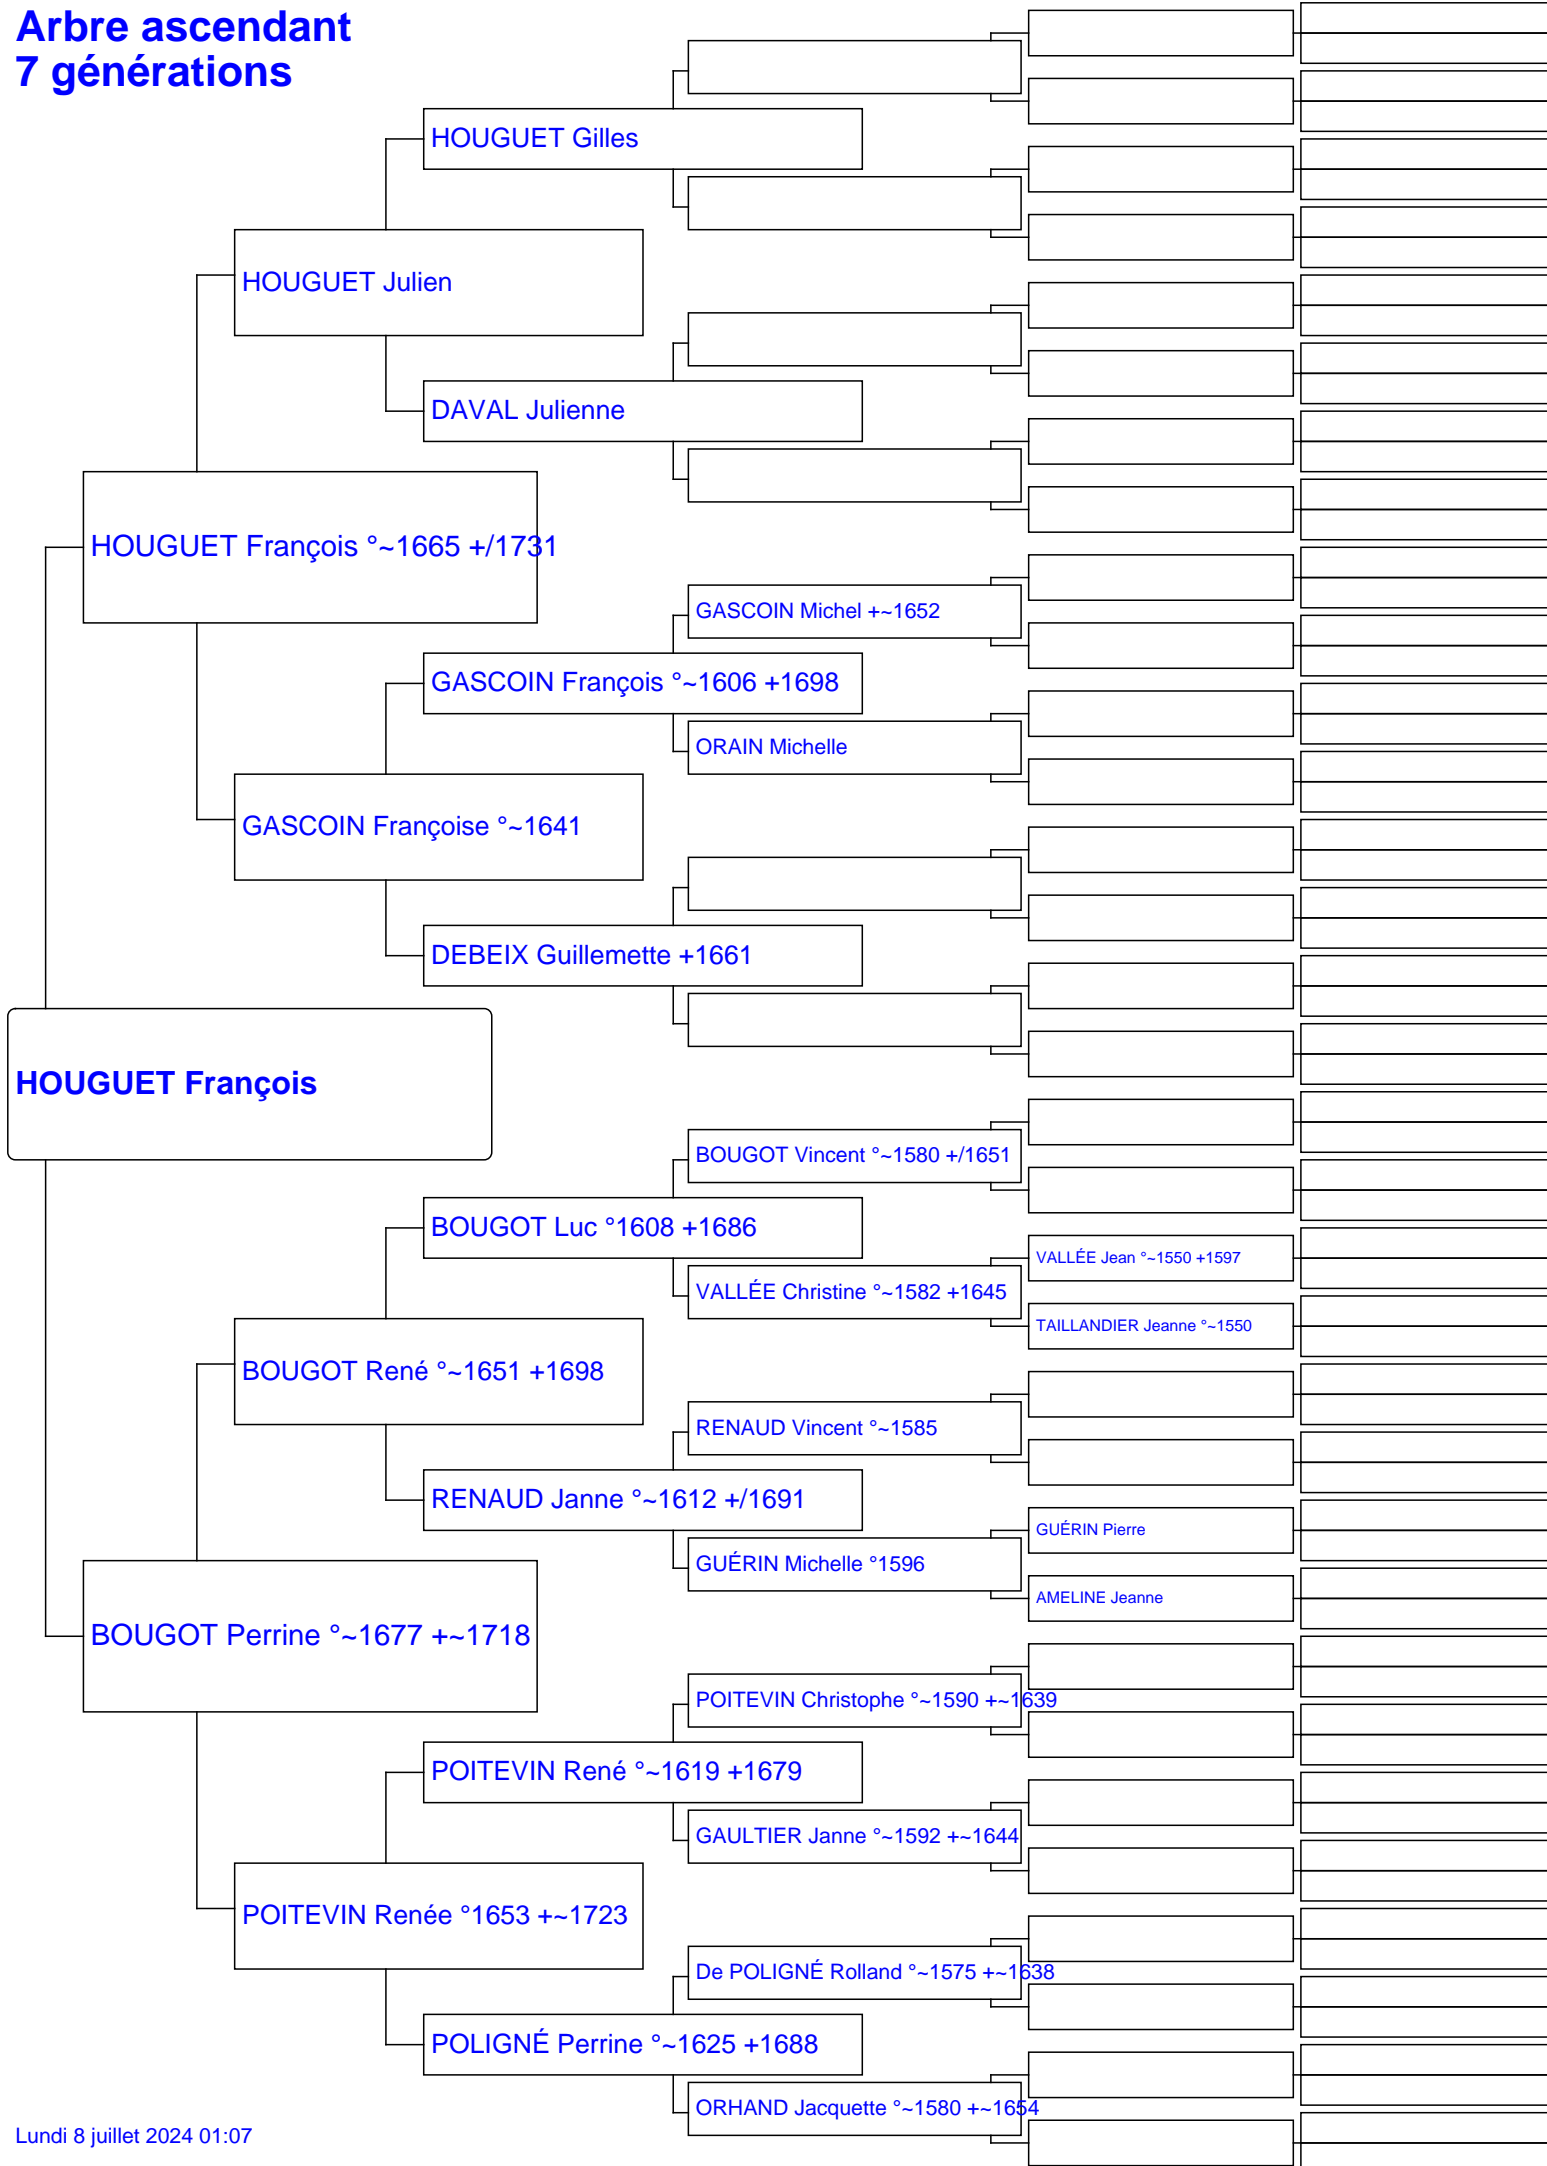 Arbre ascendant
7 générations
HOUGUET Gilles
HOUGUET Julien
DAVAL Julienne
HOUGUET François °~1665 +/1731
GASCOIN Michel +~1652
GASCOIN François °~1606 +1698
ORAIN Michelle
GASCOIN Françoise °~1641
DEBEIX Guillemette +1661
HOUGUET François
BOUGOT Vincent °~1580 +/1651
BOUGOT Luc °1608 +1686
VALLÉE Jean °~1550 +1597
VALLÉE Christine °~1582 +1645
TAILLANDIER Jeanne °~1550
BOUGOT René °~1651 +1698
RENAUD Vincent °~1585
RENAUD Janne °~1612 +/1691
GUÉRIN Pierre
GUÉRIN Michelle °1596
AMELINE Jeanne
BOUGOT Perrine °~1677 +~1718
POITEVIN Christophe °~1590 +~1639
POITEVIN René °~1619 +1679
GAULTIER Janne °~1592 +~1644
POITEVIN Renée °1653 +~1723
De POLIGNÉ Rolland °~1575 +~1638
POLIGNÉ Perrine °~1625 +1688
ORHAND Jacquette °~1580 +~1654
Lundi 8 juillet 2024 01:07